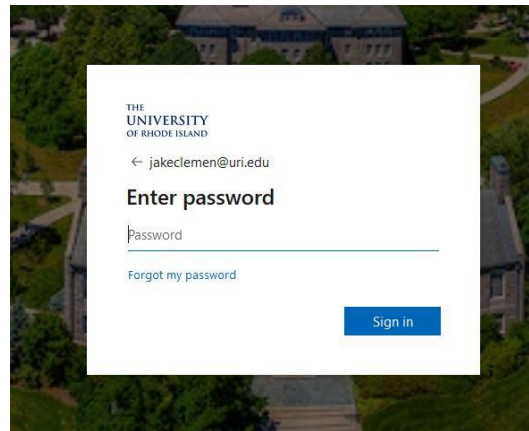 THE
UNIVERSITY
OF RHODE ISLAND
← jakeclemen@uri.edu
Enter password
Password
Forgot my password
Sign in